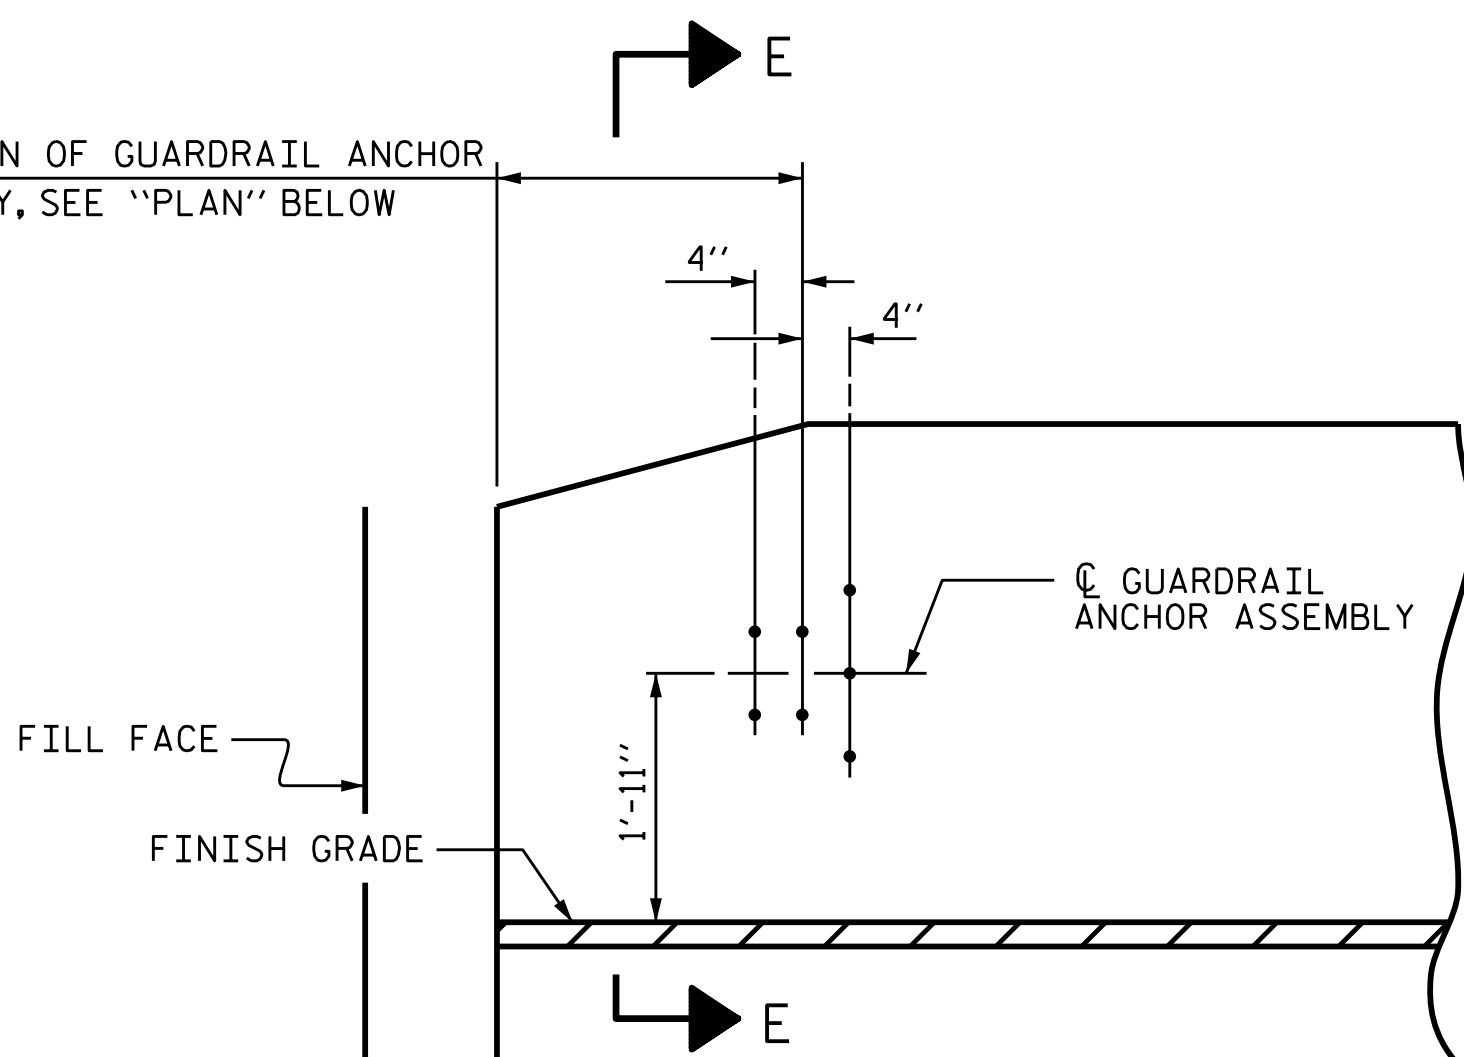 E
N OF GUARDRAIL ANCHOR
Y, SEE ‵‵PLAN′′ BELOW
4′′
4′′
℄ GUARDRAIL
ANCHOR ASSEMBLY
FILL FACE
1′-11′′
FINISH GRADE
E